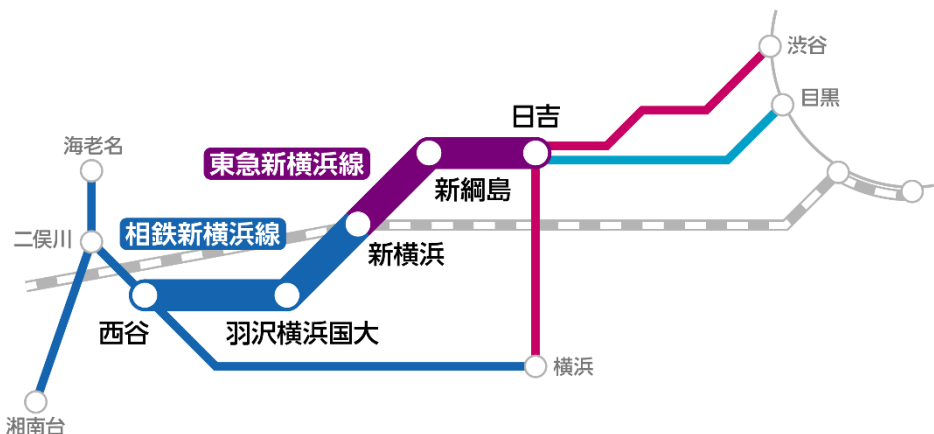 渋谷
目黒
日吉
海老名
東急新横浜線
新綱島
二俣川
相鉄新横浜線
新横浜
西谷
羽沢横浜国大
横浜
湘南台